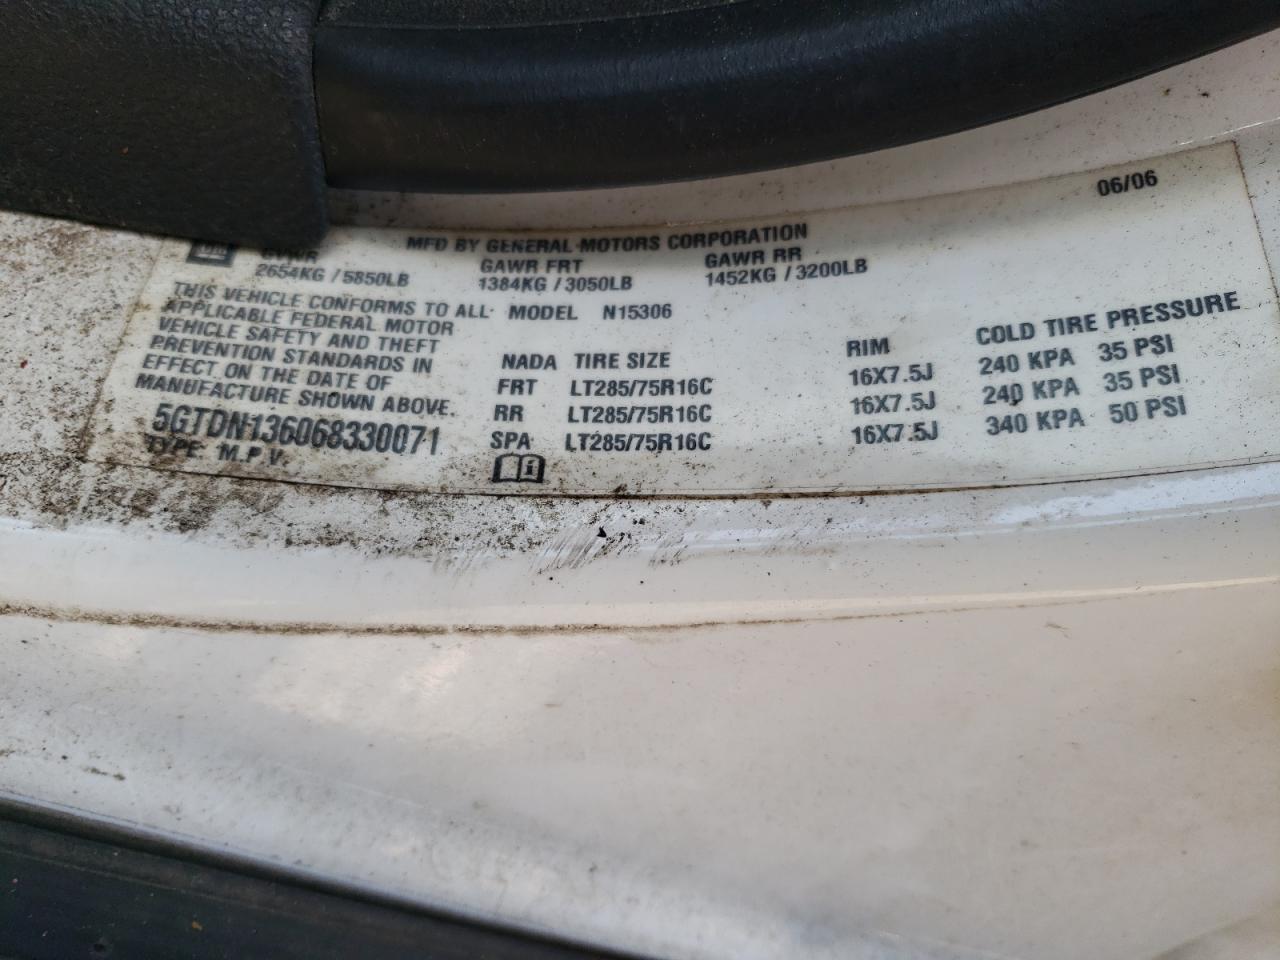 06/06
MFD BY GENERAL MOTORS CORPORATION
GM GVWR GAWR FRT GAWR RR
2654KG / 5850LB 1384KG / 3050LB 1452KG / 3200LB
THIS VEHICLE CONFORMS TO ALL
APPLICABLE FEDERAL MOTOR
VEHICLE SAFETY AND THEFT
PREVENTION STANDARDS IN
EFFECT ON THE DATE OF
MANUFACTURE SHOWN ABOVE.
5GTDN136068330071
TYPE: M.P.V.
MODEL N15306
NADA TIRE SIZE RIM COLD TIRE PRESSURE
FRT LT285/75R16C 16X7.5J 240 KPA 35 PSI
RR LT285/75R16C 16X7.5J 240 KPA 35 PSI
SPA LT285/75R16C 16X7.5J 340 KPA 50 PSI
i